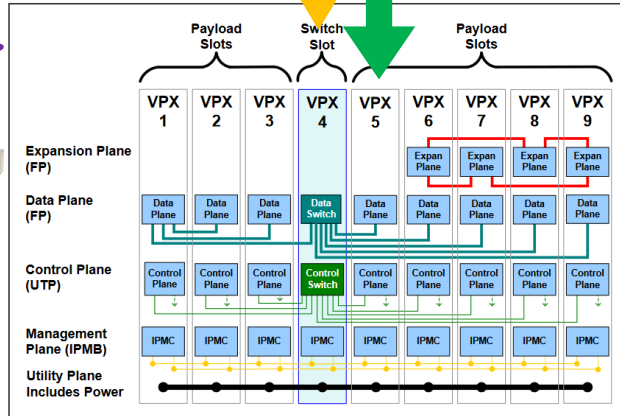 Payload
Slots
Switch
Slot
Payload
Slots
VPX
1
VPX
2
VPX
3
VPX
4
VPX
5
VPX
6
VPX
7
VPX
8
VPX
9
Expansion Plane
(FP)
Expan
Plane
Expan
Plane
Expan
Plane
Expan
Plane
Data Plane
(FP)
Data
Plane
Data
Plane
Data
Plane
Data
Switch
Data
Plane
Data
Plane
Data
Plane
Data
Plane
Data
Plane
Control Plane
(UTP)
Control
Plane
Control
Plane
Control
Plane
Control
Switch
Control
Plane
Control
Plane
Control
Plane
Control
Plane
Control
Plane
Management
Plane (IPMB)
IPMC
IPMC
IPMC
IPMC
IPMC
IPMC
IPMC
IPMC
IPMC
Utility Plane
Includes Power